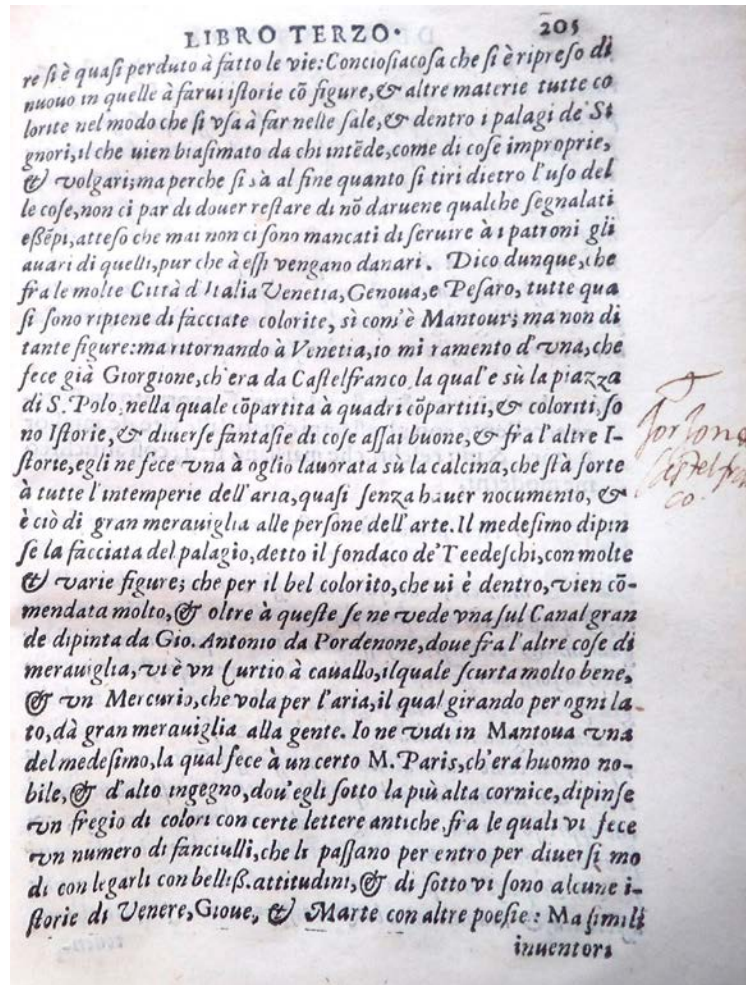 LIBRO TERZO. 205
re si è quasi perduto à fatto le vie: Conciosiacosa che si è ripreso di
nuouo in quelle à farui istorie cō figure, & altre materie tutte co
lorite nel modo che si vsa à far nelle sale, & dentro i palagi de' Si
gnori, il che uien biasimato da chi intēde, come di cose improprie,
& volgari; ma perche si sà al fine quanto si tiri dietro l'uso del
le cose, non ci par di douer restare di nō daruene qualche segnalati
essēpi, atteso che mai non ci sono mancati di seruire à i patroni gli
auari di quelli, pur che à essi vengano danari. Dico dunque, che
fra le molte Città d'Italia Venetia, Genoua, e Pesaro, tutte qua
si sono ripiene di facciate colorite, sì com'è Mantoua; ma non di
tante figure: ma ritornando à Venetia, io mi ramento d'vna, che
fece già Giorgione, ch'era da Castelfranco, la qual'e sù la piazza
di S. Polo, nella quale cōpartita à quadri cōpartiti, & coloriti, so
no Istorie, & diuerse fantasie di cose assai buone, & fra l'altre I-
storie, egli ne fece vna à oglio lauorata sù la calcina, che stà forte
à tutte l'intemperie dell'aria, quasi senza hauer nocumento, &
è ciò di gran merauiglia alle persone dell'arte. Il medesimo dipin
se la facciata del palagio, detto il fondaco de' Teedeschi, con molte
& varie figure; che per il bel colorito, che ui è dentro, vien cō-
mendata molto, & oltre à queste se ne vede vna sul Canal gran
de dipinta da Gio. Antonio da Pordenone, doue fra l'altre cose di
merauiglia, vi è vn Curtio à cauallo, ilquale scurta molto bene,
& vn Mercurio, che vola per l'aria, il qual girando per ogni la-
to, dà gran merauiglia alla gente. Io ne vidi in Mantoua vna
del medesimo, la qual fece à un certo M. Paris, ch'era huomo no-
bile, & d'alto ingegno, dou'egli sotto la più alta cornice, dipinse
vn fregio di colori con certe lettere antiche, fra le quali vi fece
vn numero di fanciulli, che li passano per entro per diuersi mo
di con legarli con belliss. attitudini, & di sotto vi sono alcune i-
storie di Venere, Gioue, & Marte con altre poesie: Ma simili
inuentori